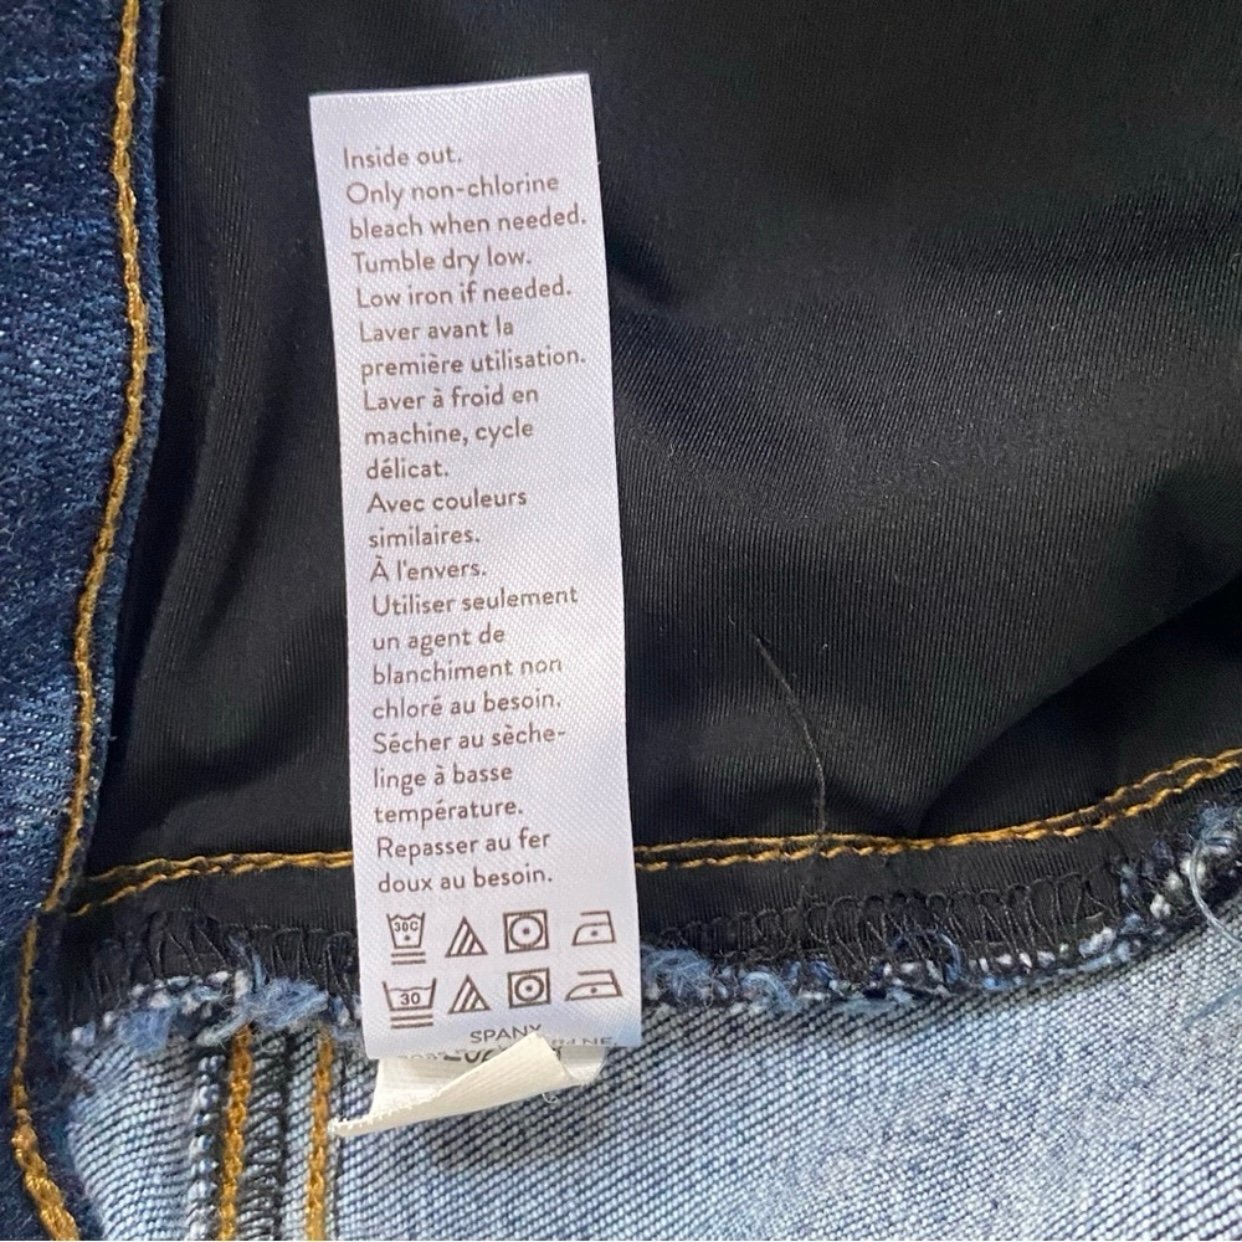 Inside out.
Only non-chlorine
bleach when needed.
Tumble dry low.
Low iron if needed.
Laver avant la
première utilisation.
Laver à froid en
machine, cycle
délicat.
Avec couleurs
similaires.
À l'envers.
Utiliser seulement
un agent de
blanchiment non
chloré au besoin.
Sécher au sèche-
linge à basse
température.
Repasser au fer
doux au besoin.
30C
30
SPANX